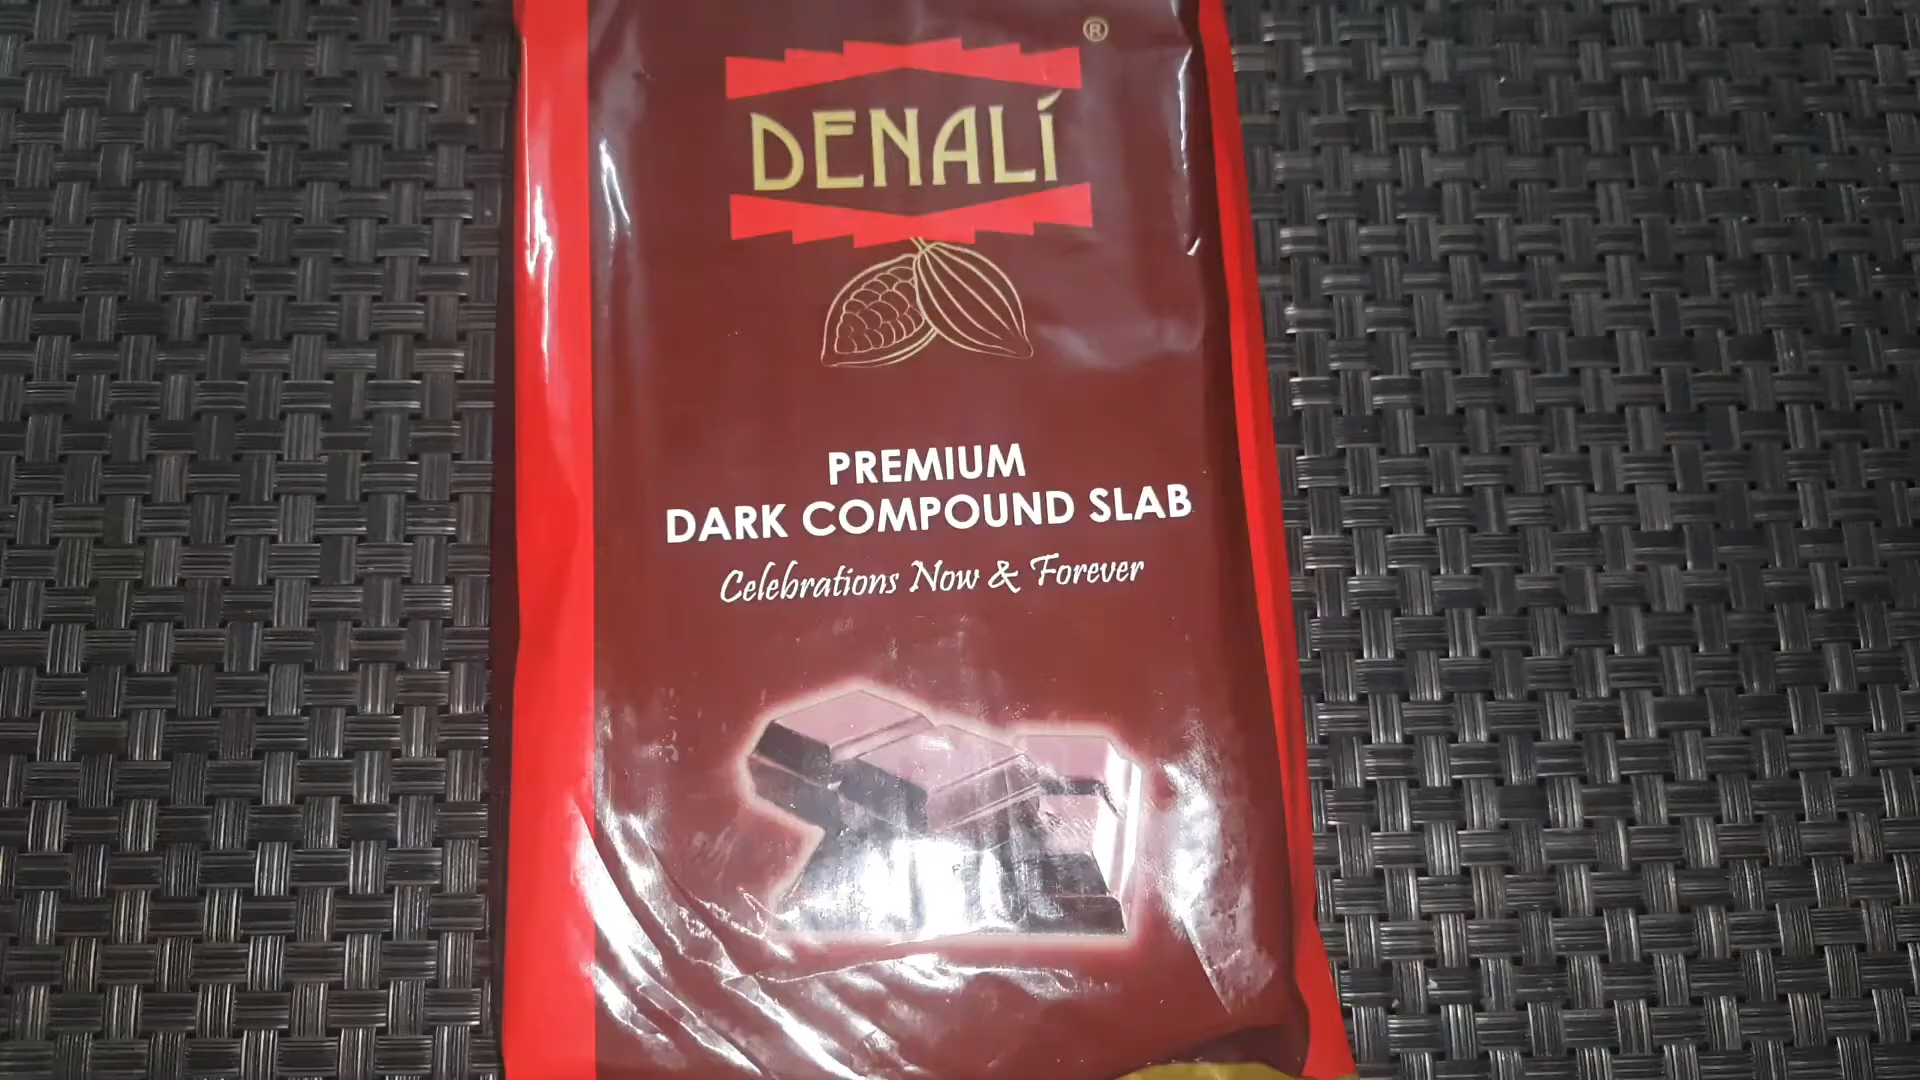 ®
DENALÍ
PREMIUM
DARK COMPOUND SLAB
Celebrations Now & Forever